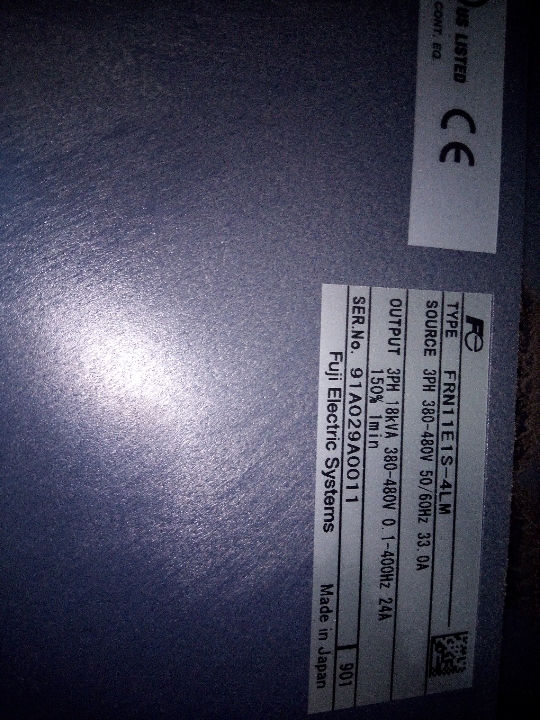 US LISTED
CONT. EQ
CE
Fe
TYPE FRN11E1S-4LM
SOURCE 3PH 380-480V 50/60Hz 33.0A
OUTPUT 3PH 18kVA 380-480V 0.1-400Hz 24A
150% 1min
SER.No. 91A029A0011 901
Fuji Electric Systems Made in Japan